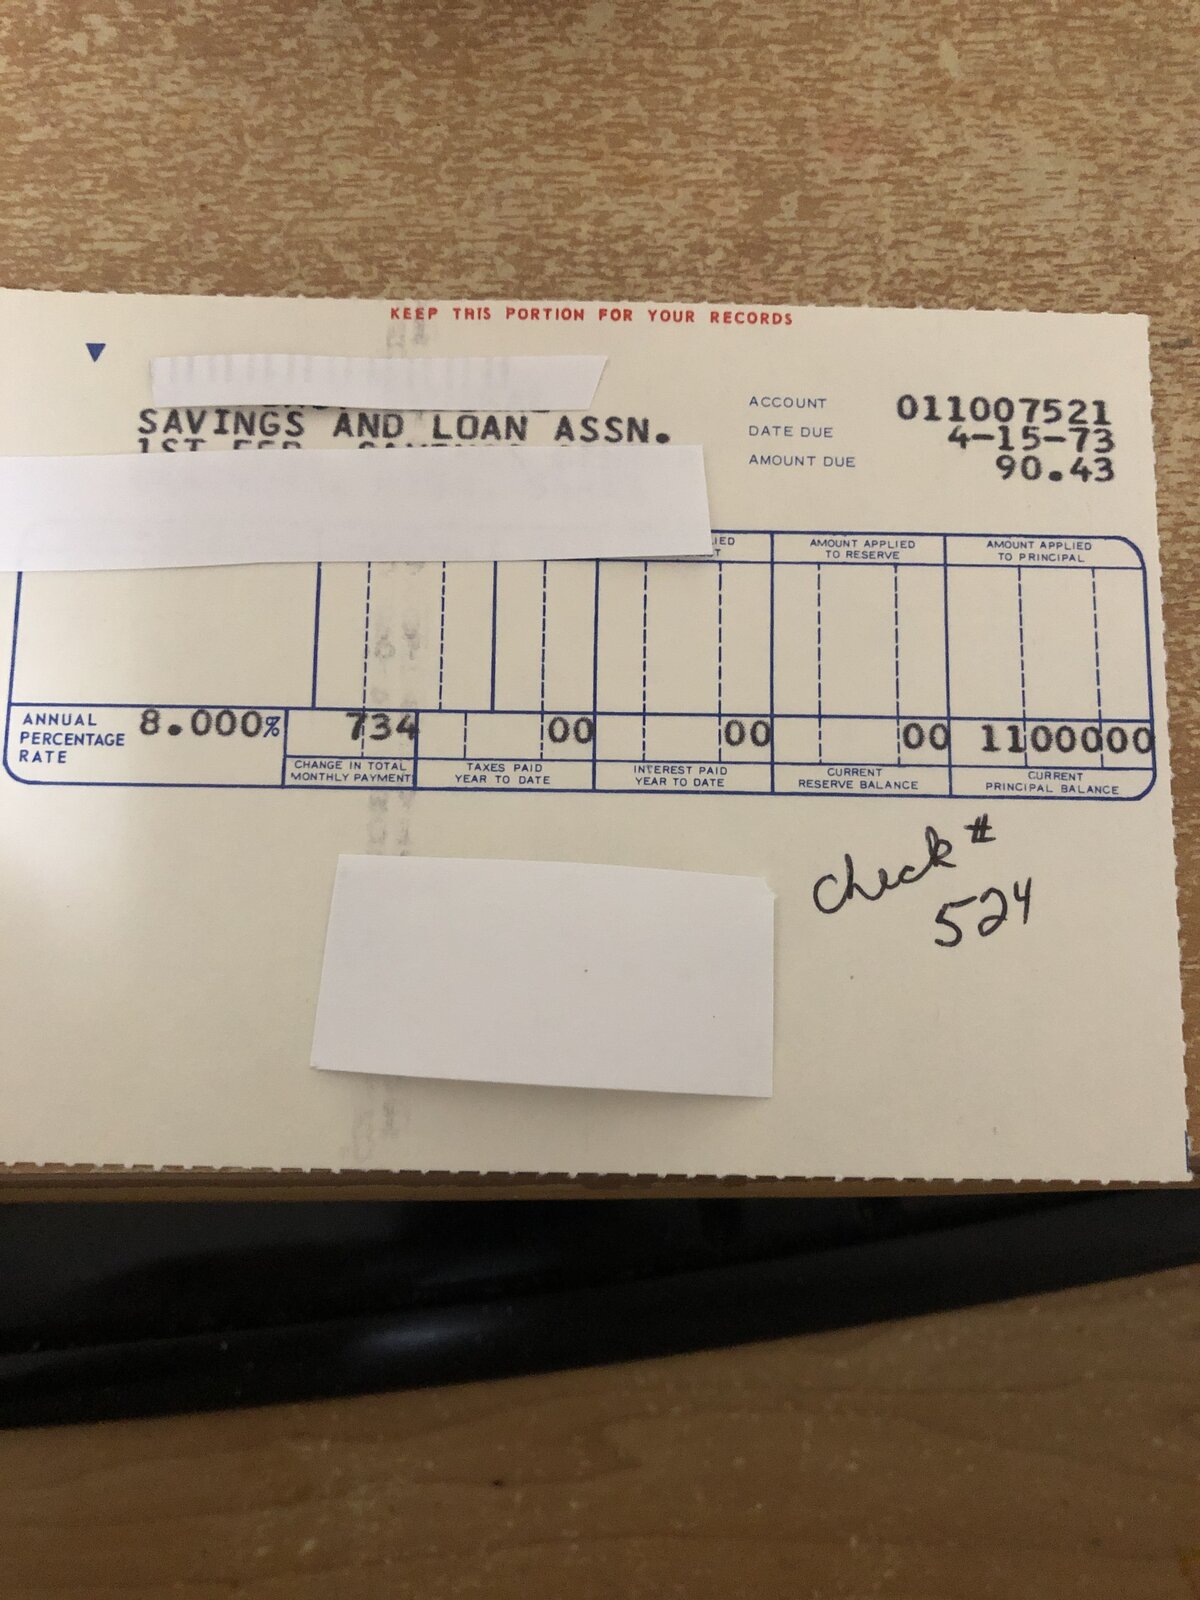 KEEP THIS PORTION FOR YOUR RECORDS
SAVINGS AND LOAN ASSN.
ACCOUNT 011007521
DATE DUE 4-15-73
AMOUNT DUE 90.43
AMOUNT APPLIED TO RESERVE
AMOUNT APPLIED TO PRINCIPAL
ANNUAL PERCENTAGE RATE 8.000%
734 00 00 00 1100000
CHANGE IN TOTAL MONTHLY PAYMENT
TAXES PAID YEAR TO DATE
INTEREST PAID YEAR TO DATE
CURRENT RESERVE BALANCE
CURRENT PRINCIPAL BALANCE
Check #
524